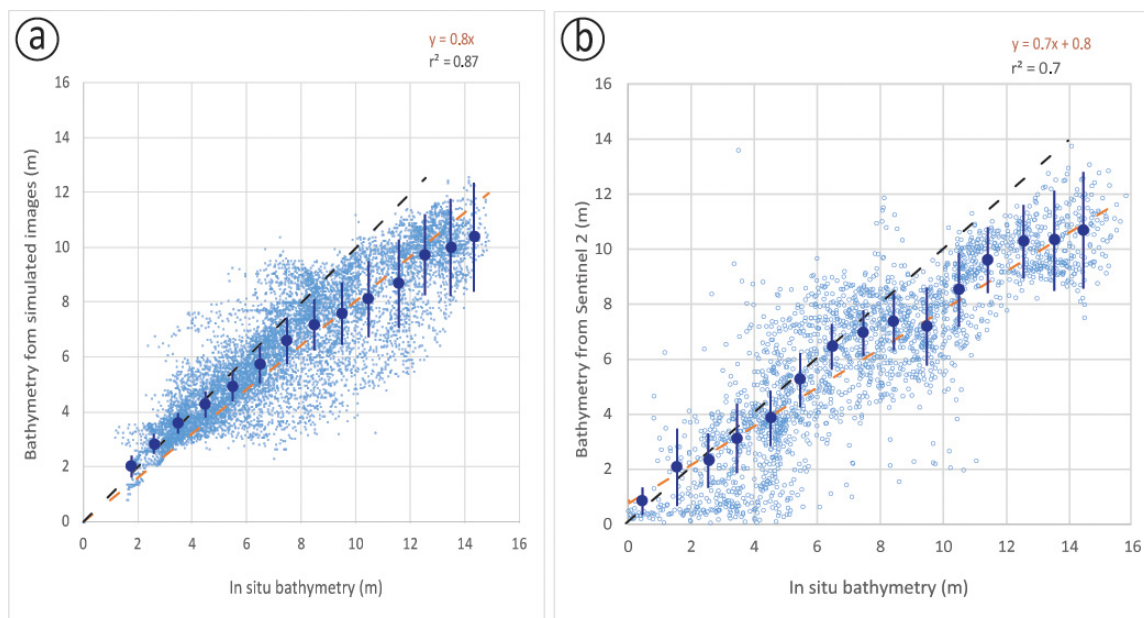 a
y = 0.8x
r² = 0.87
16
14
12
10
8
6
4
2
0
0 2 4 6 8 10 12 14 16
Bathymetry fom simulated images (m)
In situ bathymetry (m)
b
y = 0.7x + 0.8
r² = 0.7
16
14
12
10
8
6
4
2
0
0 2 4 6 8 10 12 14 16
Bathymetry from Sentinel 2 (m)
In situ bathymetry (m)